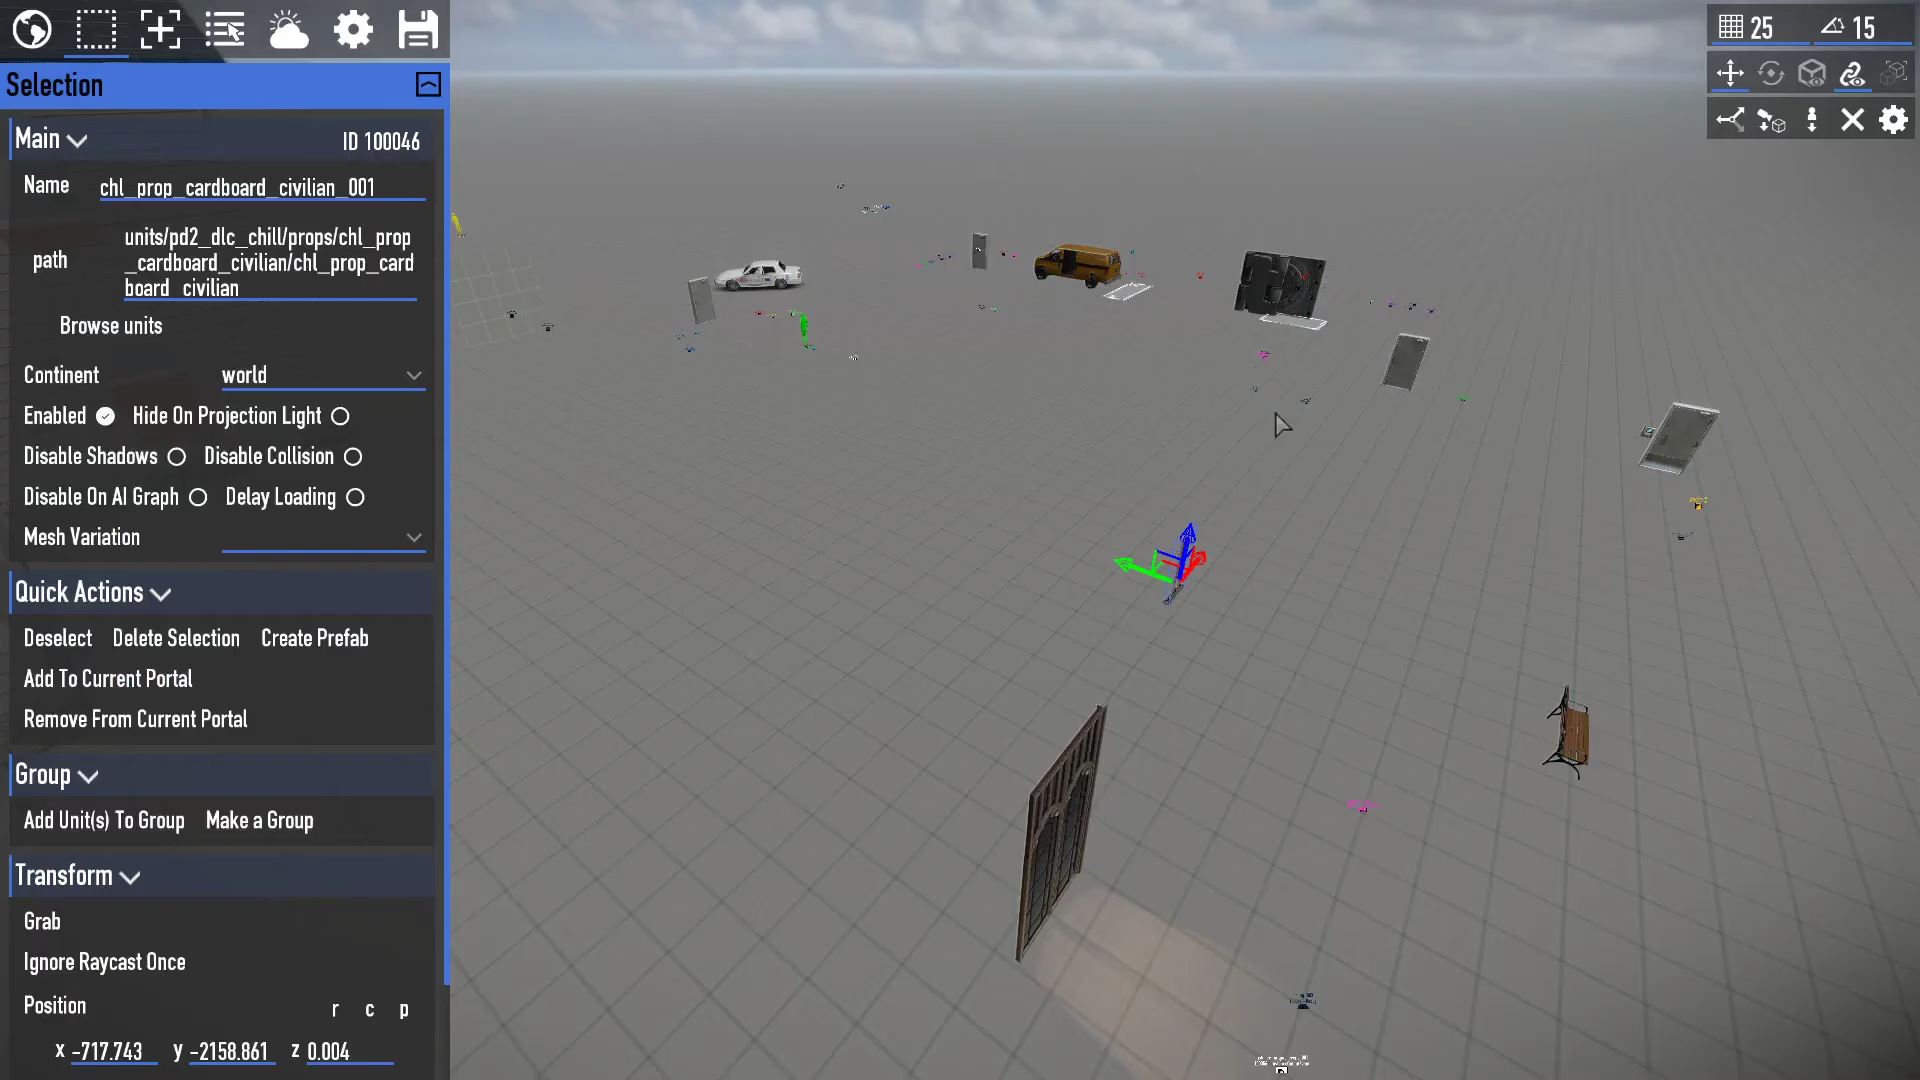 25
15
Selection
Main
ID 100046
Name
chl_prop_cardboard_civilian_001
path
units/pd2_dlc_chill/props/chl_prop
_cardboard_civilian/chl_prop_card
board_civilian
Browse units
Continent
world
Enabled
Hide On Projection Light
Disable Shadows
Disable Collision
Disable On AI Graph
Delay Loading
Mesh Variation
Quick Actions
Deselect
Delete Selection
Create Prefab
Add To Current Portal
Remove From Current Portal
Group
Add Unit(s) To Group
Make a Group
Transform
Grab
Ignore Raycast Once
Position
r c p
x -717.743 y -2158.861 z 0.004